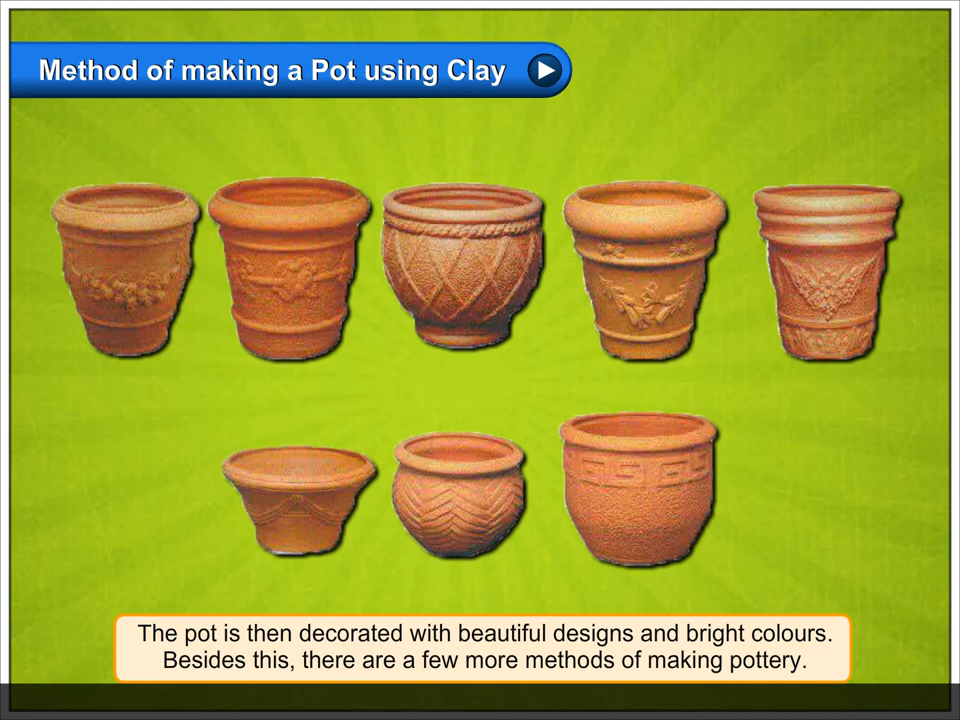 Method of making a Pot using Clay
The pot is then decorated with beautiful designs and bright colours.
Besides this, there are a few more methods of making pottery.